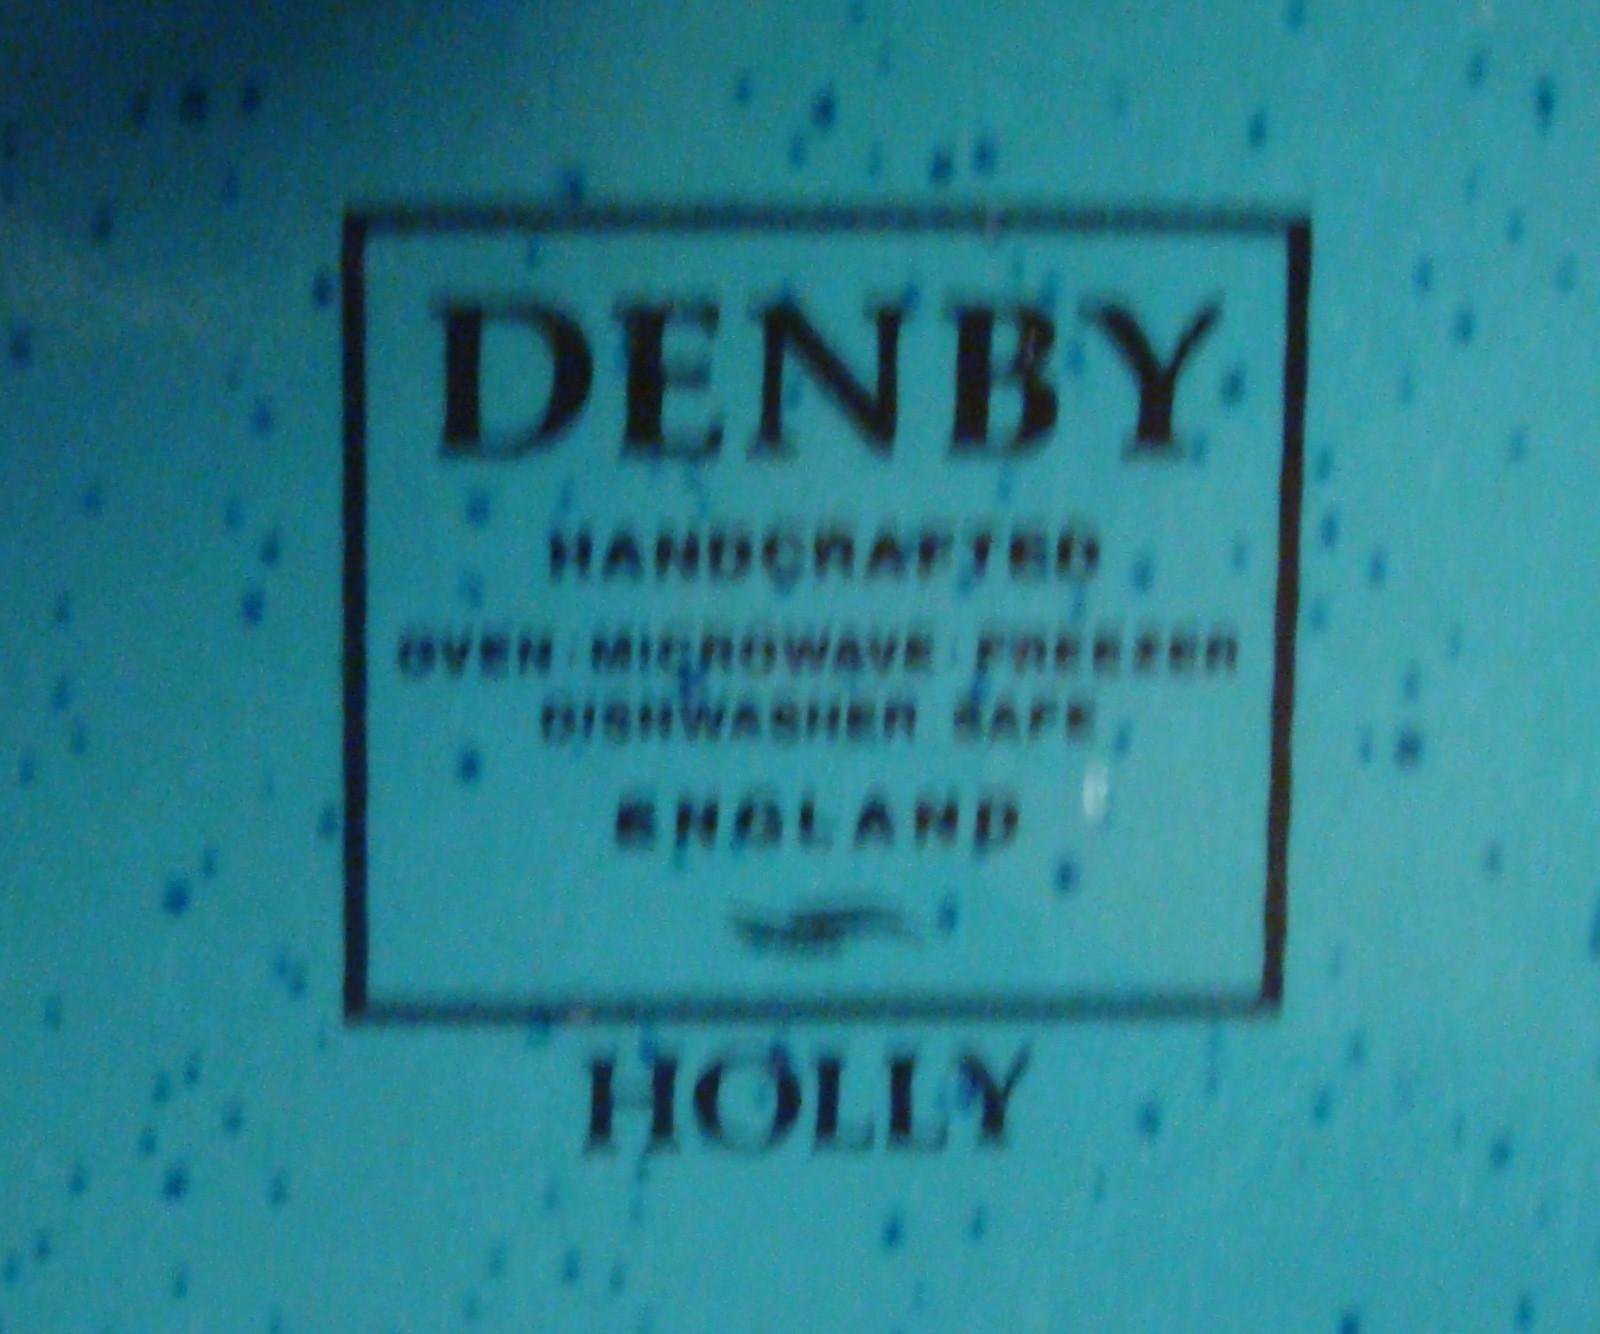 DENBY
HANDCRAFTED
OVEN · MICROWAVE · FREEZER
DISHWASHER SAFE
ENGLAND
HOLLY